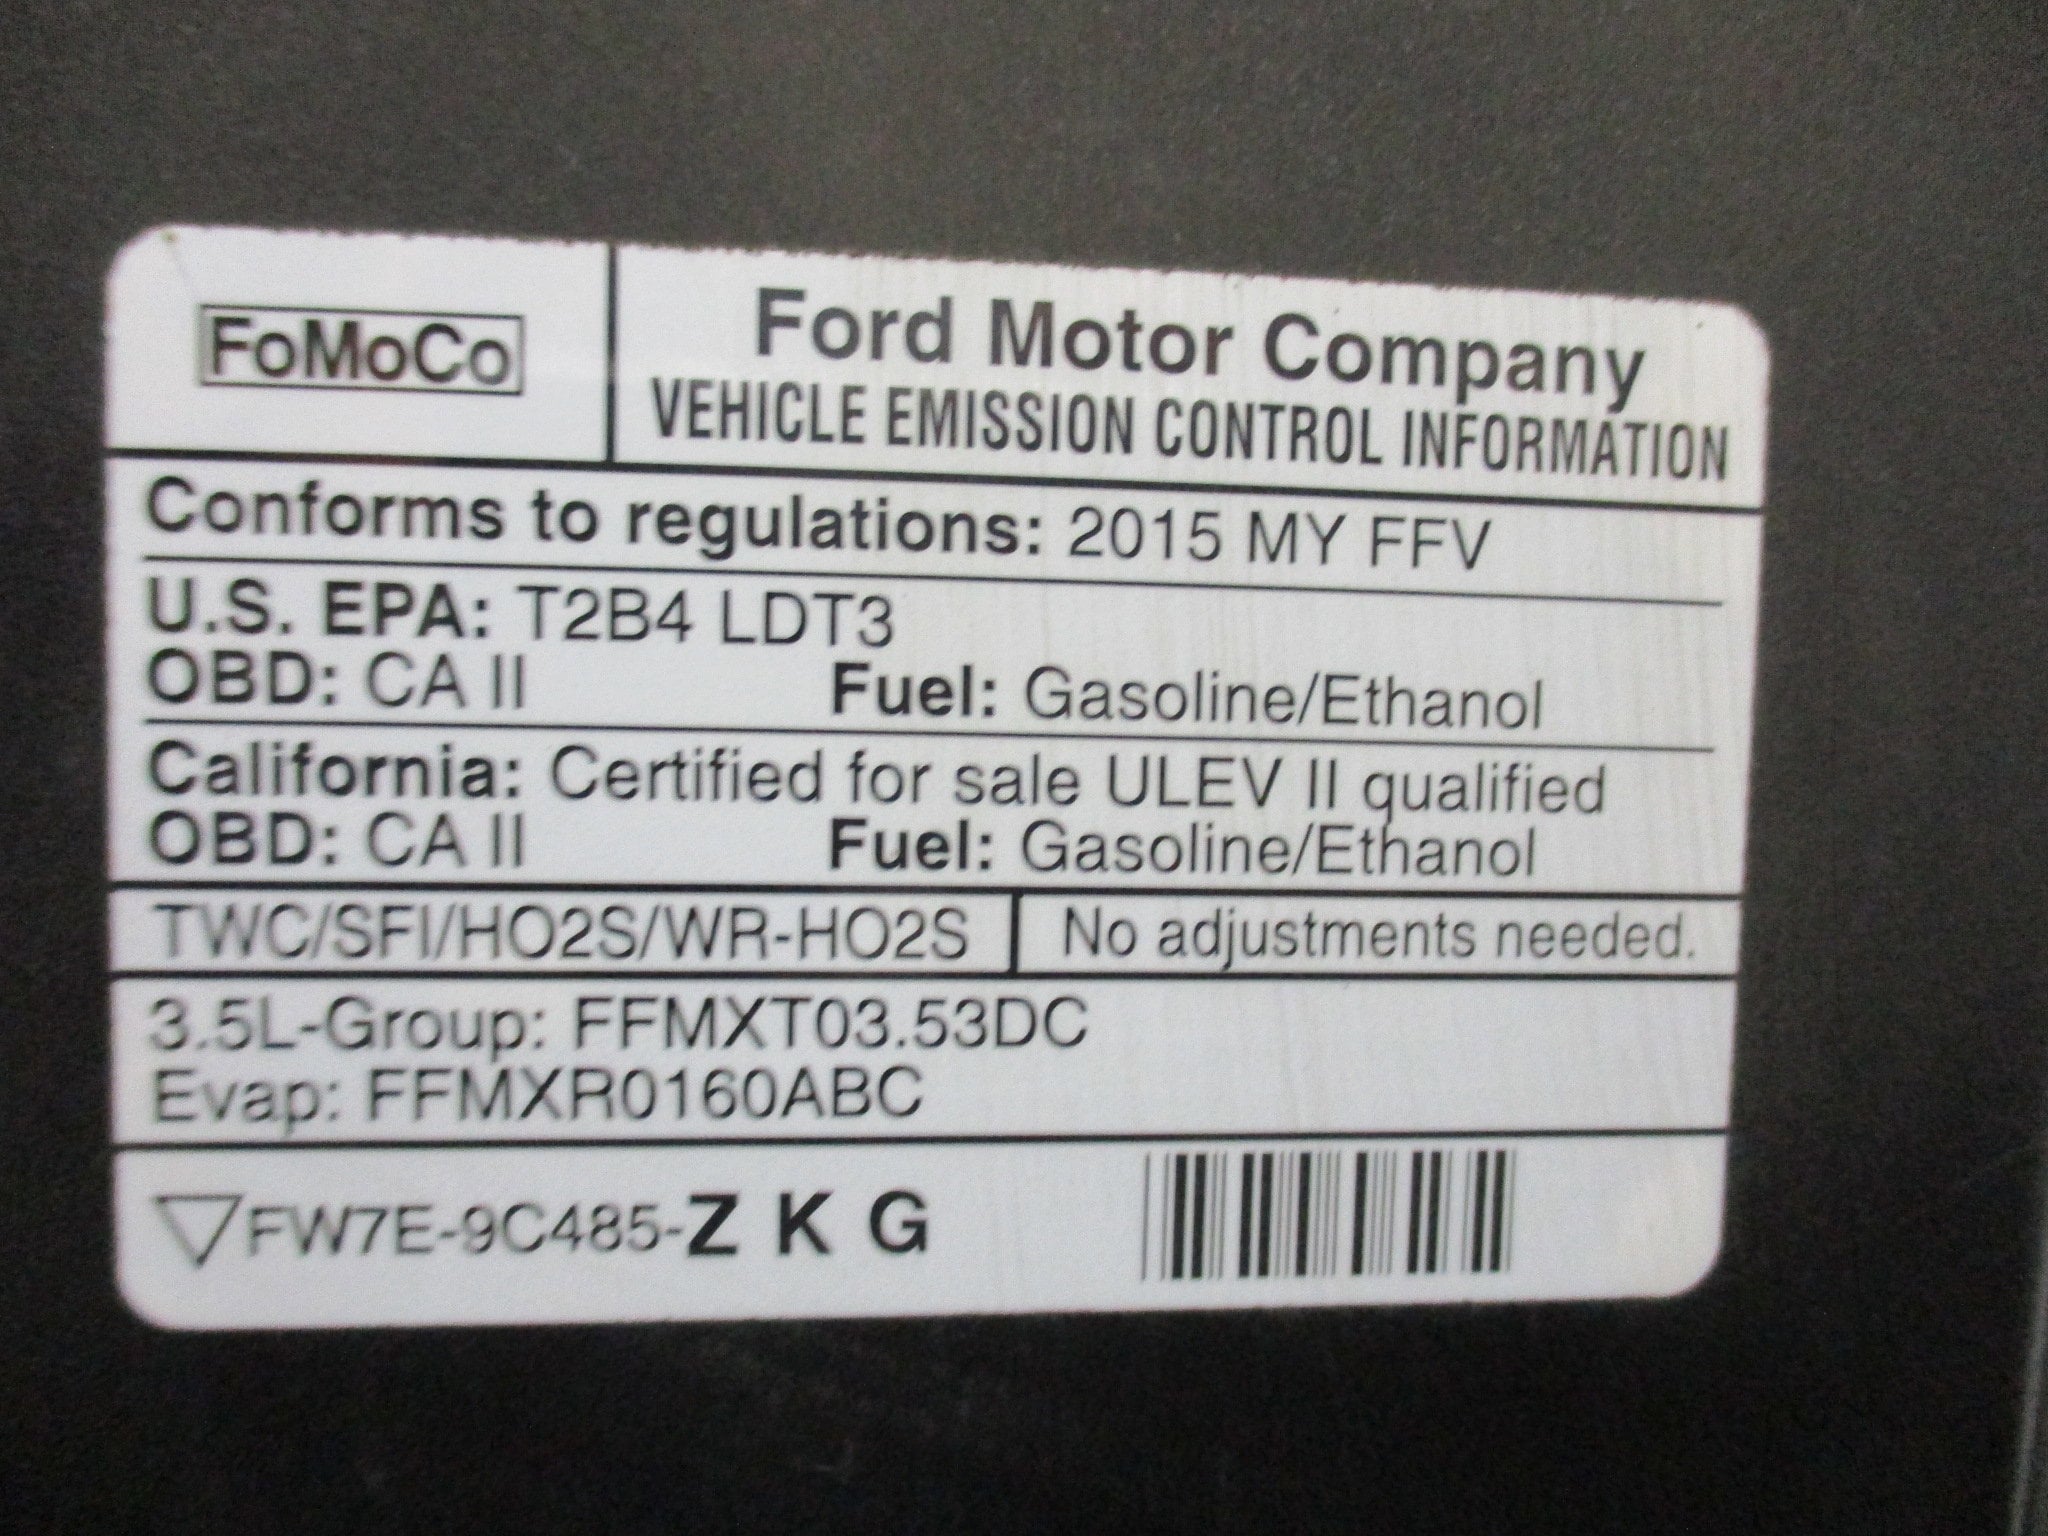 FoMoCo
Ford Motor Company
VEHICLE EMISSION CONTROL INFORMATION
Conforms to regulations: 2015 MY FFV
U.S. EPA: T2B4 LDT3
OBD: CA II Fuel: Gasoline/Ethanol
California: Certified for sale ULEV II qualified
OBD: CA II Fuel: Gasoline/Ethanol
TWC/SFI/HO2S/WR-HO2S No adjustments needed.
3.5L-Group: FFMXT03.53DC
Evap: FFMXR0160ABC
FW7E-9C485-Z K G